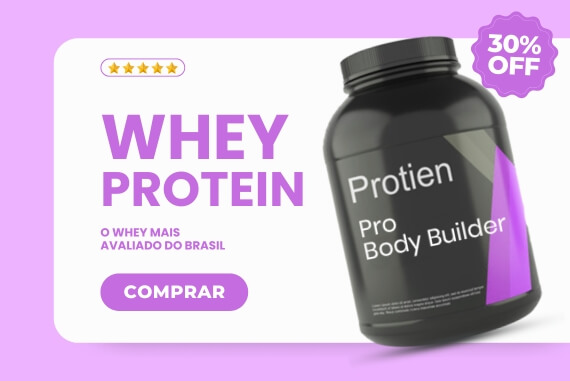 30%
OFF
WHEY
PROTEIN
O WHEY MAIS
AVALIADO DO BRASIL
COMPRAR
Protien
Pro
Body Builder